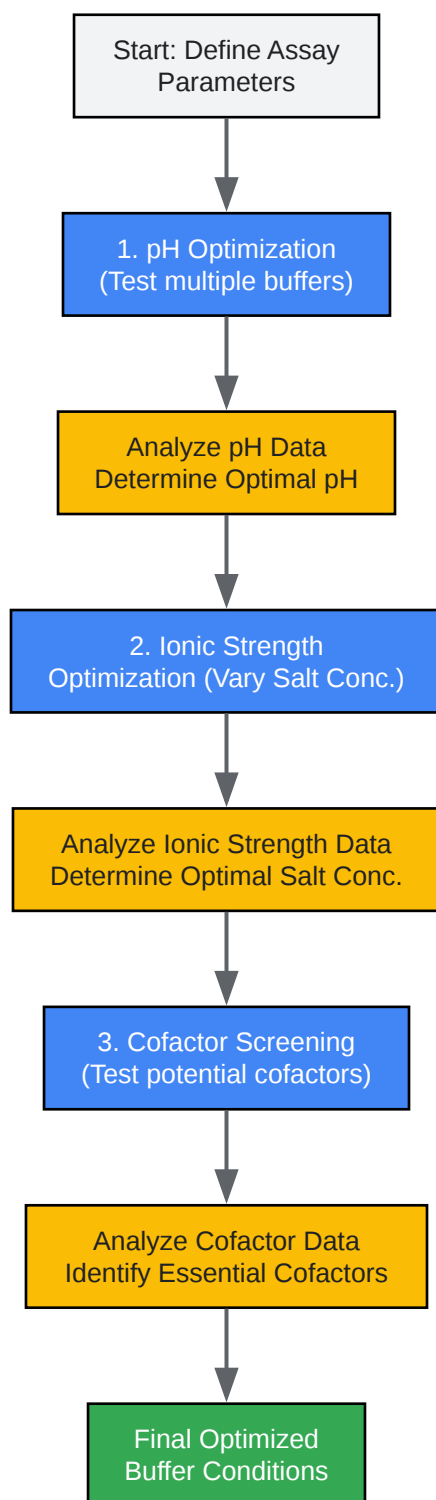 Start: Define Assay
Parameters
1. pH Optimization
(Test multiple buffers)
Analyze pH Data
Determine Optimal pH
2. Ionic Strength
Optimization (Vary Salt Conc.)
Analyze Ionic Strength Data
Determine Optimal Salt Conc.
3. Cofactor Screening
(Test potential cofactors)
Analyze Cofactor Data
Identify Essential Cofactors
Final Optimized
Buffer Conditions